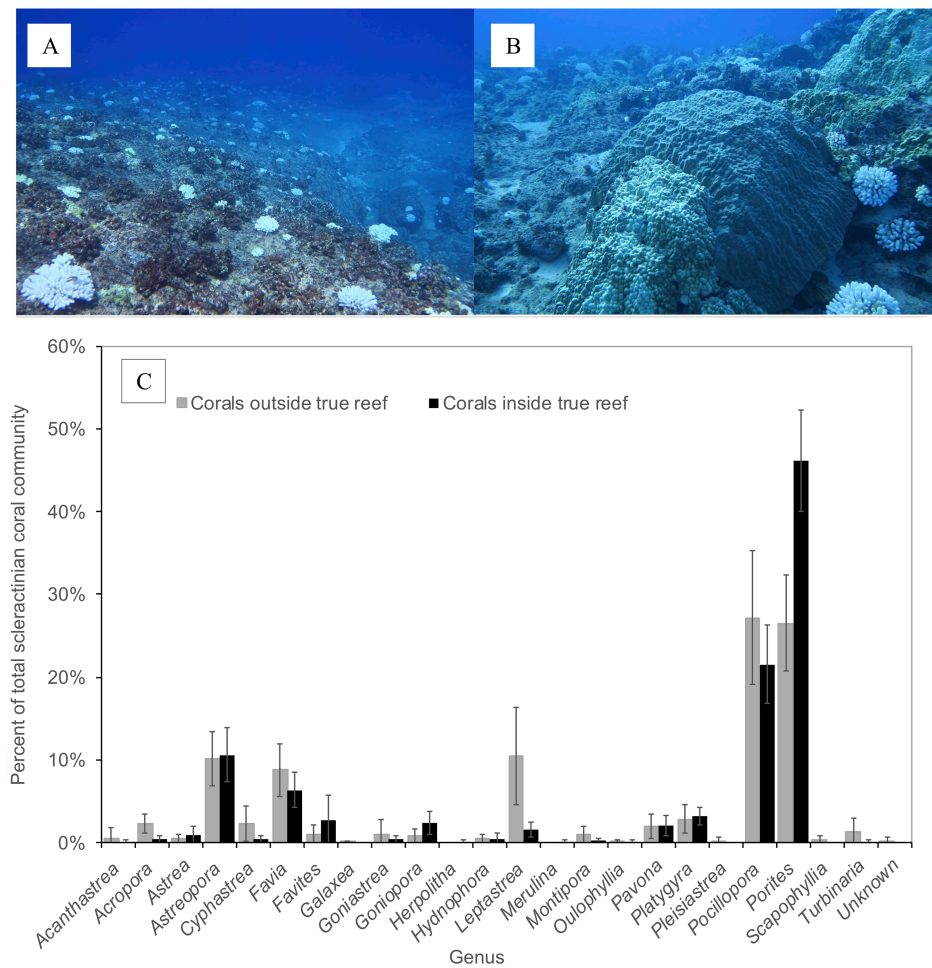 A
B
60%
50%
40%
30%
20%
10%
0%
Percent of total scleractinian coral community
C
Corals outside true reef
Corals inside true reef
Acanthastrea
Acropora
Astrea
Astreopora
Cyphastrea
Favia
Favites
Galaxea
Goniastrea
Goniopora
Herpolitha
Hydnophora
Leptastrea
Merulina
Montipora
Oulophyllia
Pavona
Platygyra
Pleisiastrea
Pocillopora
Porites
Scapophyllia
Turbinaria
Unknown
Genus